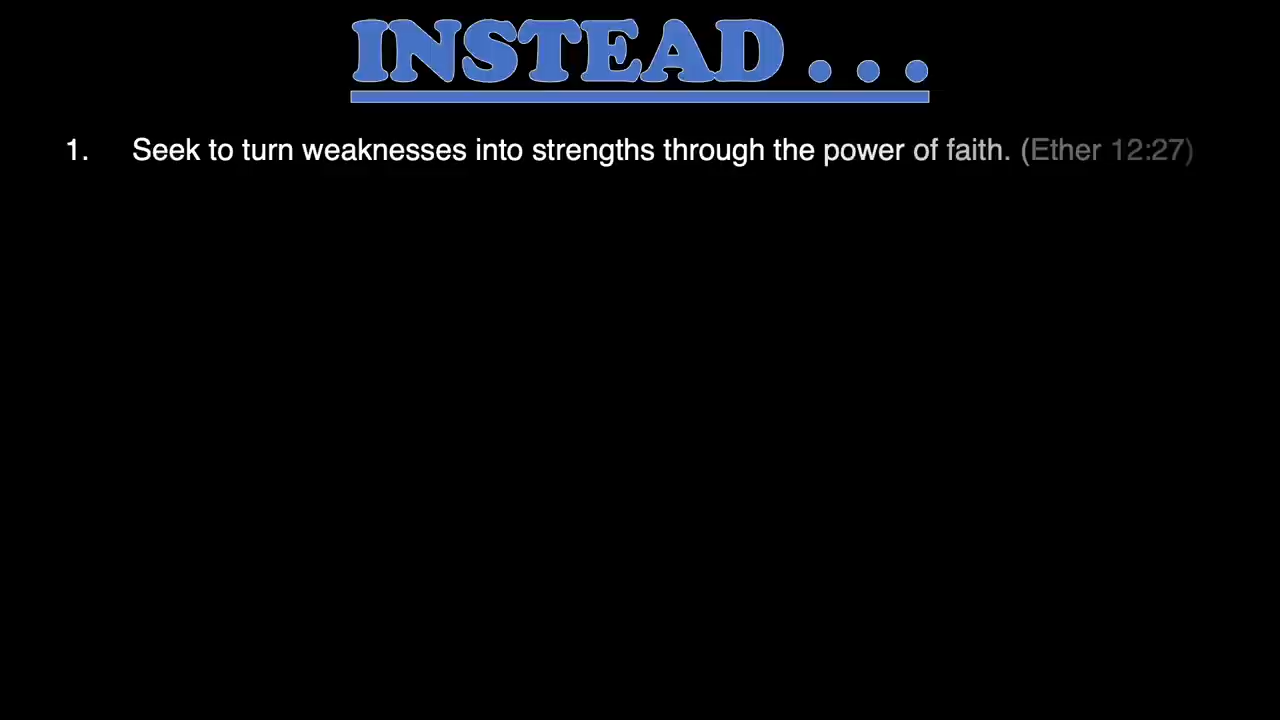 INSTEAD . . .
1. Seek to turn weaknesses into strengths through the power of faith. (Ether 12:27)